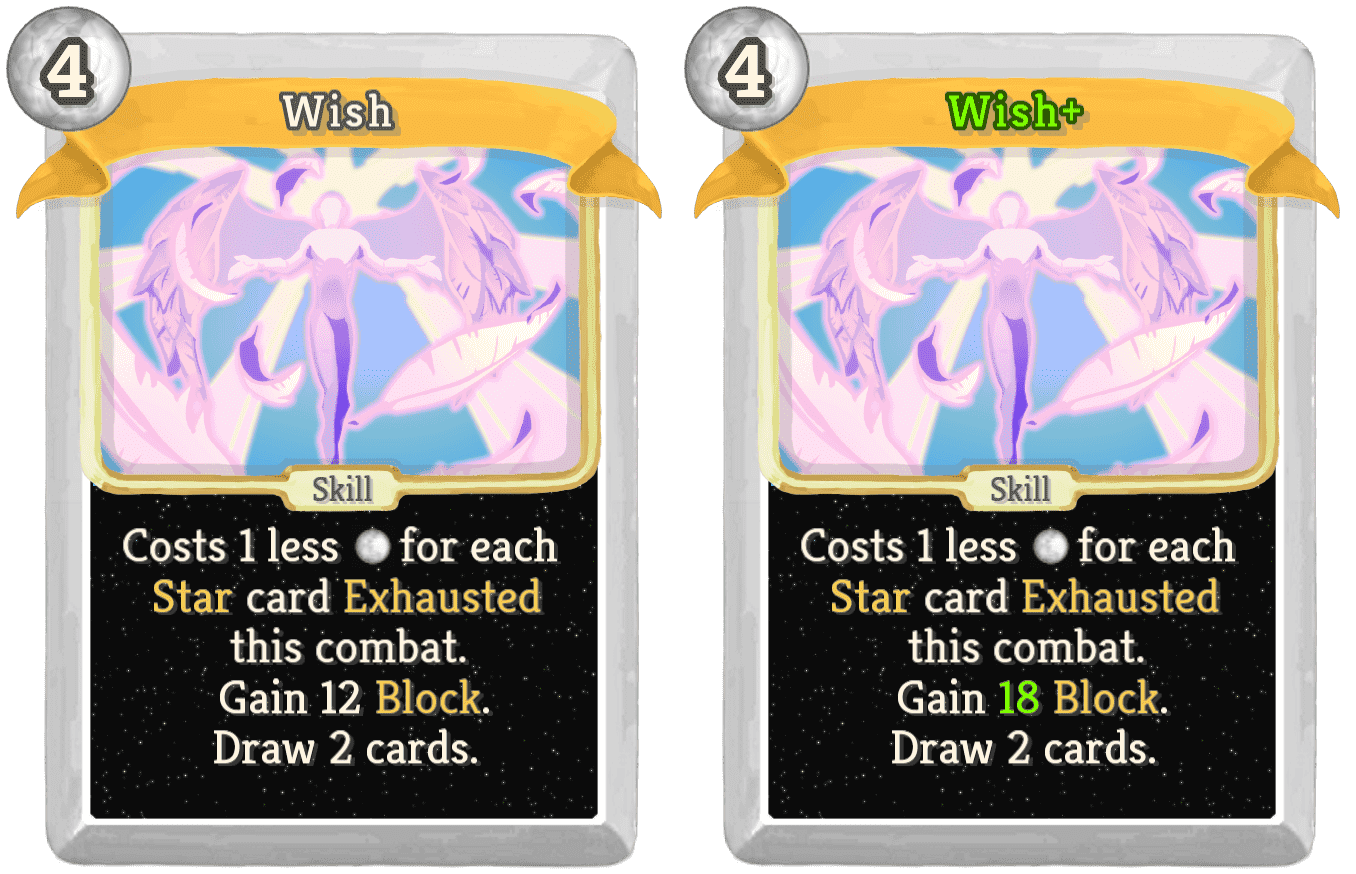 4
Wish
Skill
Costs 1 less for each
Star card Exhausted
this combat.
Gain 12 Block.
Draw 2 cards.
4
Wish+
Skill
Costs 1 less for each
Star card Exhausted
this combat.
Gain 18 Block.
Draw 2 cards.